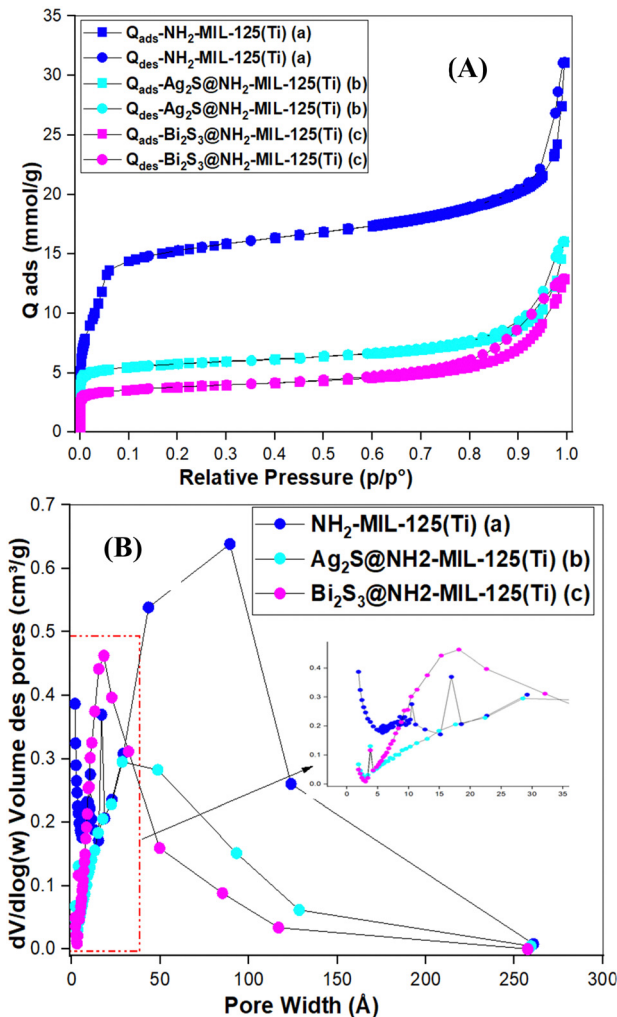 Q ads (mmol/g)
35
30
25
20
15
10
5
0
Qads-NH2-MIL-125(Ti) (a)
Qdes-NH2-MIL-125(Ti) (a)
Qads-Ag2S@NH2-MIL-125(Ti) (b)
Qdes-Ag2S@NH2-MIL-125(Ti) (b)
Qads-Bi2S3@NH2-MIL-125(Ti) (c)
Qdes-Bi2S3@NH2-MIL-125(Ti) (c)
(A)
0.0 0.1 0.2 0.3 0.4 0.5 0.6 0.7 0.8 0.9 1.0
Relative Pressure (p/p°)
dV/dlog(w) Volume des pores (cm³/g)
0.7
0.6
0.5
0.4
0.3
0.2
0.1
0.0
(B)
NH2-MIL-125(Ti) (a)
Ag2S@NH2-MIL-125(Ti) (b)
Bi2S3@NH2-MIL-125(Ti) (c)
0.4
0.3
0.2
0.1
0.0
0 5 10 15 20 25 30 35
0 50 100 150 200 250 300
Pore Width (Å)